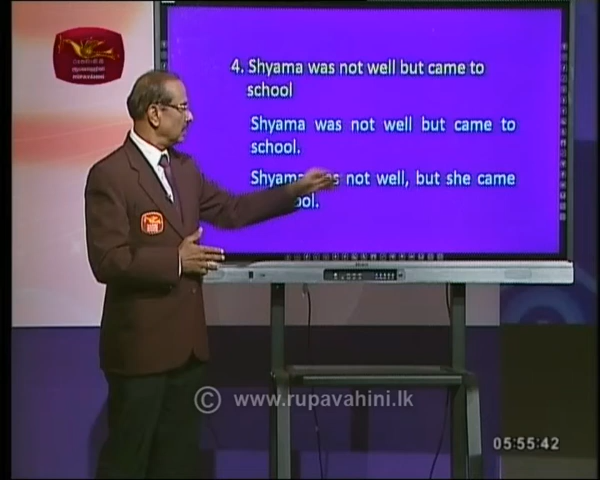 4. Shyama was not well but came to
school
Shyama was not well but came to
school.
Shyama not well, but she came
© www.rupavahini.lk
05:55:42